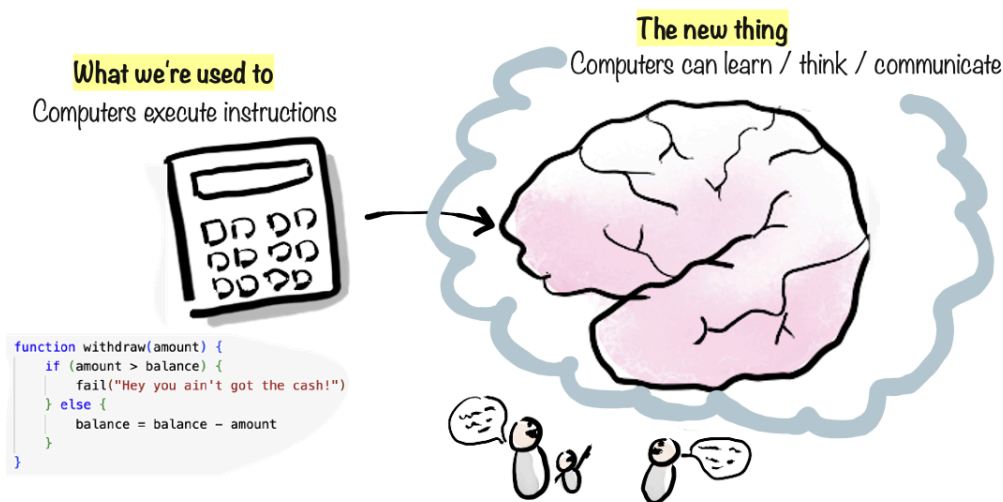 What we're used to
Computers execute instructions
The new thing
Computers can learn / think / communicate
function withdraw(amount) {
    if (amount > balance) {
        fail("Hey you ain't got the cash!")
    } else {
        balance = balance - amount
    }
}